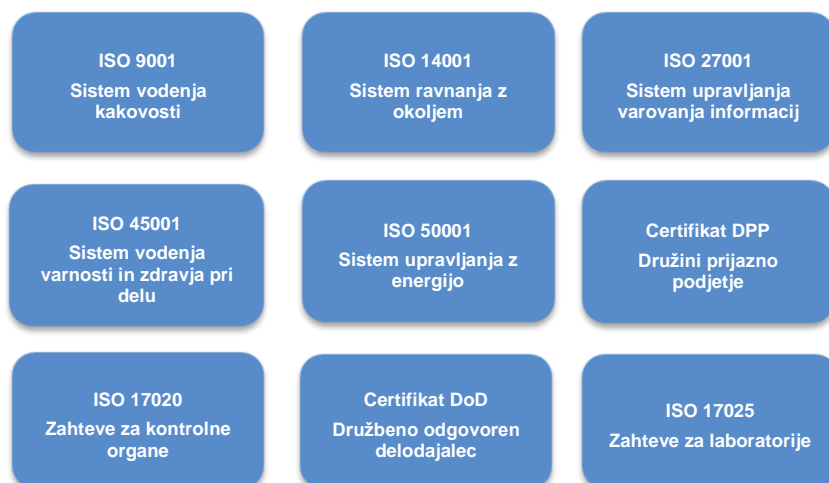 ISO 9001
Sistem vodenja
kakovosti
ISO 14001
Sistem ravnanja z
okoljem
ISO 27001
Sistem upravljanja
varovanja informacij
ISO 45001
Sistem vodenja
varnosti in zdravja pri
delu
ISO 50001
Sistem upravljanja z
energijo
Certifikat DPP
Družini prijazno
podjetje
ISO 17020
Zahteve za kontrolne
organe
Certifikat DoD
Družbeno odgovoren
delodajalec
ISO 17025
Zahteve za laboratorije